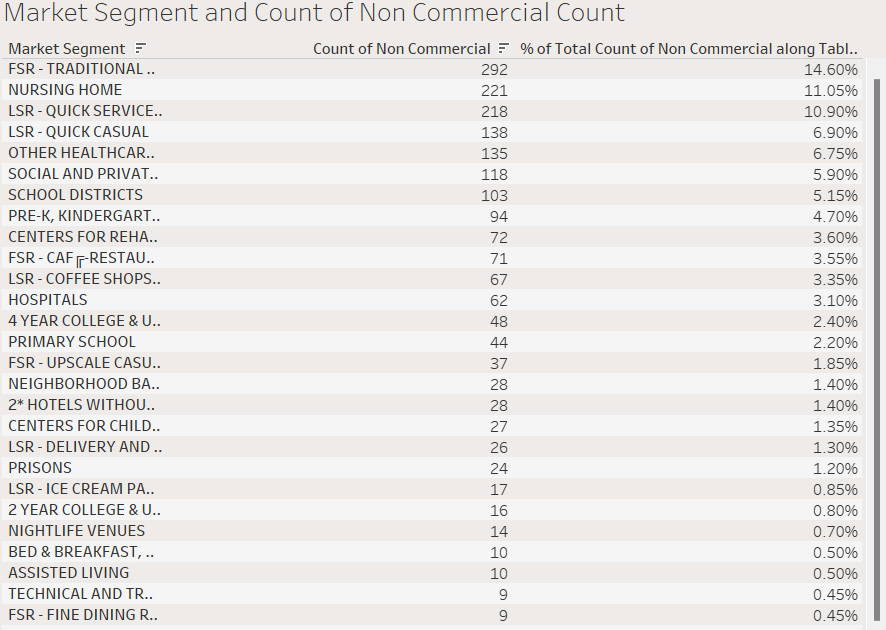 Market Segment and Count of Non Commercial Count
Market Segment Count of Non Commercial % of Total Count of Non Commercial along Tabl..
FSR - TRADITIONAL .. 292 14.60%
NURSING HOME 221 11.05%
LSR - QUICK SERVICE.. 218 10.90%
LSR - QUICK CASUAL 138 6.90%
OTHER HEALTHCAR.. 135 6.75%
SOCIAL AND PRIVAT.. 118 5.90%
SCHOOL DISTRICTS 103 5.15%
PRE-K, KINDERGART.. 94 4.70%
CENTERS FOR REHA.. 72 3.60%
FSR - CAF╔-RESTAU.. 71 3.55%
LSR - COFFEE SHOPS.. 67 3.35%
HOSPITALS 62 3.10%
4 YEAR COLLEGE & U.. 48 2.40%
PRIMARY SCHOOL 44 2.20%
FSR - UPSCALE CASU.. 37 1.85%
NEIGHBORHOOD BA.. 28 1.40%
2* HOTELS WITHOU.. 28 1.40%
CENTERS FOR CHILD.. 27 1.35%
LSR - DELIVERY AND .. 26 1.30%
PRISONS 24 1.20%
LSR - ICE CREAM PA.. 17 0.85%
2 YEAR COLLEGE & U.. 16 0.80%
NIGHTLIFE VENUES 14 0.70%
BED & BREAKFAST, .. 10 0.50%
ASSISTED LIVING 10 0.50%
TECHNICAL AND TR.. 9 0.45%
FSR - FINE DINING R.. 9 0.45%